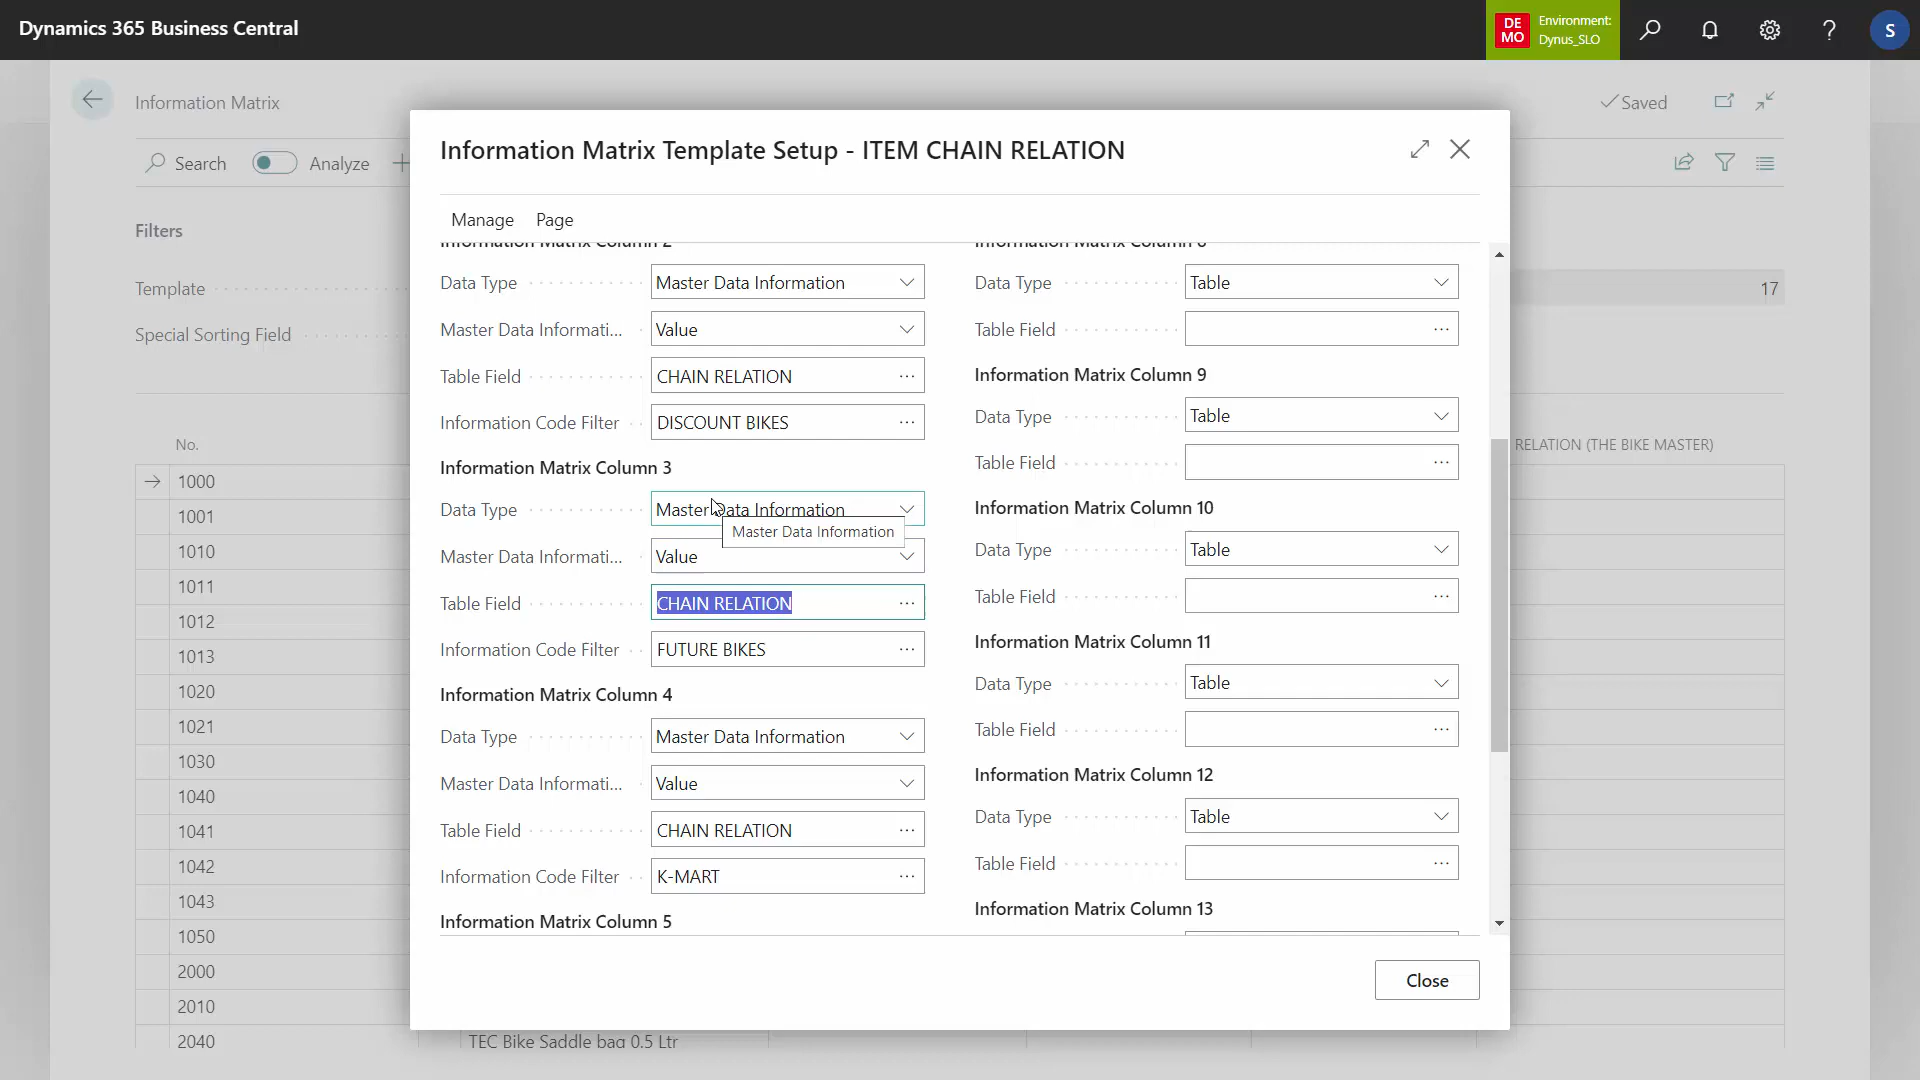 Dynamics 365 Business Central
DE
MO
Environment:
Dynus_SLO
?
S
Information Matrix
Saved
Search
Analyze
Filters
Template
17
Special Sorting Field
No.
RELATION (THE BIKE MASTER)
1000
1001
1010
1011
1012
1013
1020
1021
1030
1040
1041
1042
1043
1050
2000
2010
2040
TEC Bike Saddle bag 0.5 Ltr
Information Matrix Template Setup - ITEM CHAIN RELATION
Manage Page
Information Matrix Column 2
Data Type Master Data Information
Master Data Informati... Value
Table Field CHAIN RELATION
Information Code Filter DISCOUNT BIKES
Information Matrix Column 3
Data Type Master Data Information
Master Data Information
Master Data Informati... Value
Table Field CHAIN RELATION
Information Code Filter FUTURE BIKES
Information Matrix Column 4
Data Type Master Data Information
Master Data Informati... Value
Table Field CHAIN RELATION
Information Code Filter K-MART
Information Matrix Column 5
Information Matrix Column 8
Data Type Table
Table Field
Information Matrix Column 9
Data Type Table
Table Field
Information Matrix Column 10
Data Type Table
Table Field
Information Matrix Column 11
Data Type Table
Table Field
Information Matrix Column 12
Data Type Table
Table Field
Information Matrix Column 13
Close